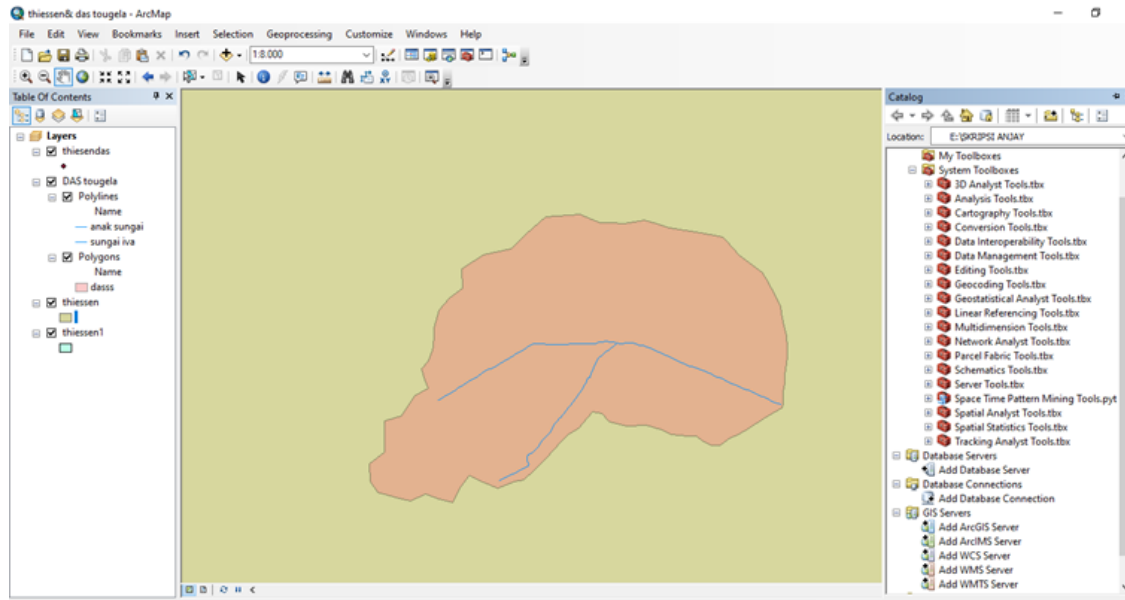 thiessen& das tougela - ArcMap
File Edit View Bookmarks Insert Selection Geoprocessing Customize Windows Help
1:8.000
Table Of Contents
Layers
thiesendas
DAS tougela
Polylines
Name
anak sungai
sungai iva
Polygons
Name
dasss
thiessen
thiessen1
Catalog
Location: E:\SKRIPSI ANJAY
My Toolboxes
System Toolboxes
3D Analyst Tools.tbx
Analysis Tools.tbx
Cartography Tools.tbx
Conversion Tools.tbx
Data Interoperability Tools.tbx
Data Management Tools.tbx
Editing Tools.tbx
Geocoding Tools.tbx
Geostatistical Analyst Tools.tbx
Linear Referencing Tools.tbx
Multidimension Tools.tbx
Network Analyst Tools.tbx
Parcel Fabric Tools.tbx
Schematics Tools.tbx
Server Tools.tbx
Space Time Pattern Mining Tools.pyt
Spatial Analyst Tools.tbx
Spatial Statistics Tools.tbx
Tracking Analyst Tools.tbx
Database Servers
Add Database Server
Database Connections
Add Database Connection
GIS Servers
Add ArcGIS Server
Add ArcIMS Server
Add WCS Server
Add WMS Server
Add WMTS Server